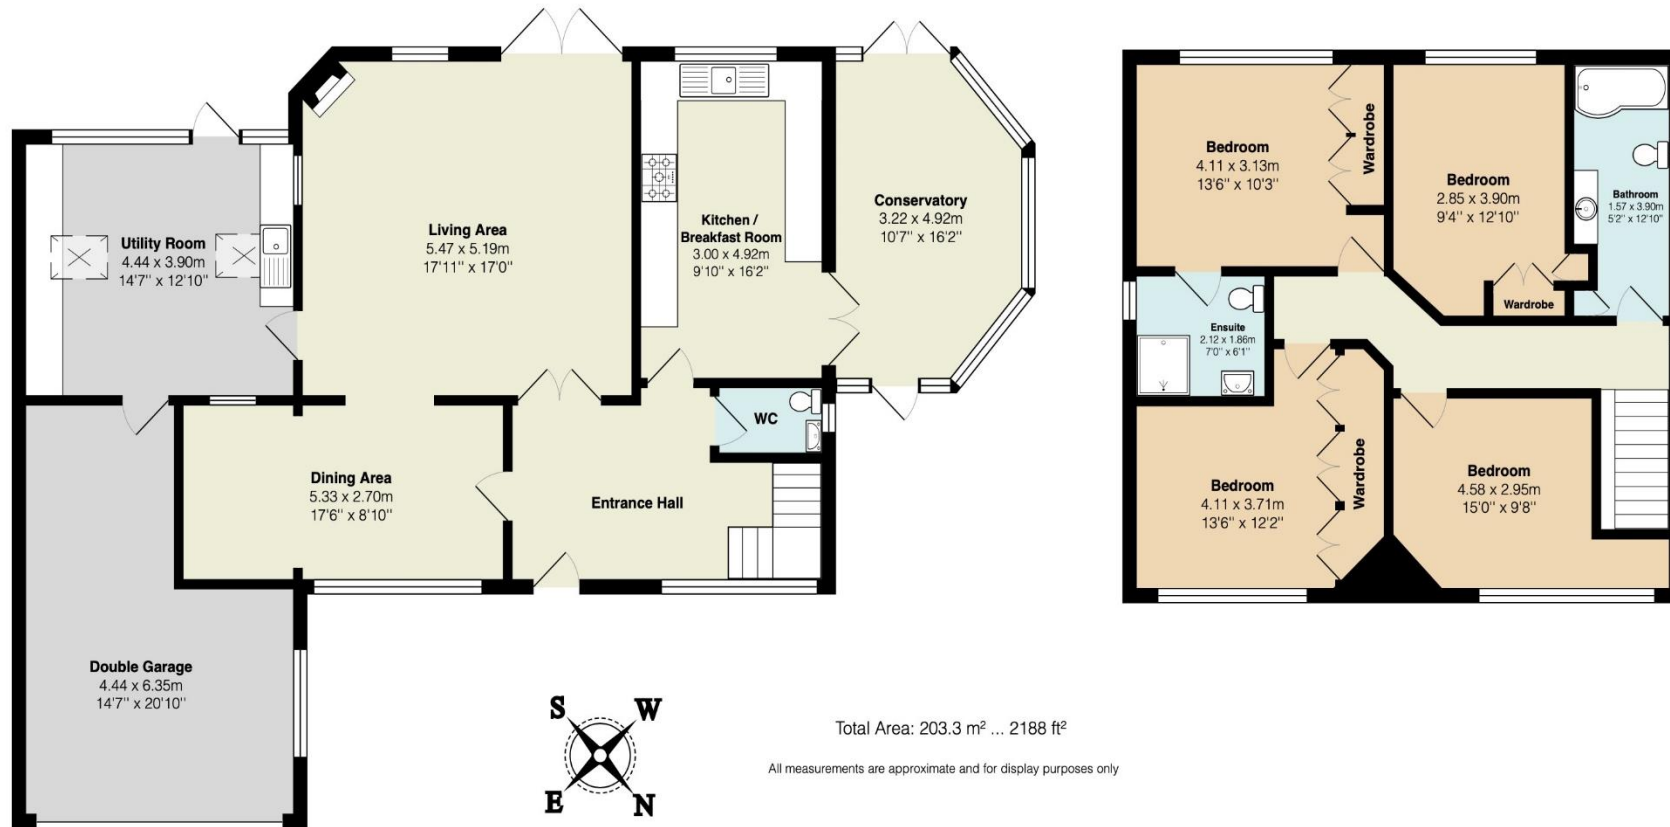 Utility Room
4.44 x 3.90m
14'7" x 12'10"
Living Area
5.47 x 5.19m
17'11" x 17'0"
Kitchen /
Breakfast Room
3.00 x 4.92m
9'10" x 16'2"
Conservatory
3.22 x 4.92m
10'7" x 16'2"
WC
Dining Area
5.33 x 2.70m
17'6" x 8'10"
Entrance Hall
Double Garage
4.44 x 6.35m
14'7" x 20'10"
Bedroom
4.11 x 3.13m
13'6" x 10'3"
Wardrobe
Bedroom
2.85 x 3.90m
9'4" x 12'10"
Wardrobe
Bathroom
1.57 x 3.90m
5'2" x 12'10"
Ensuite
2.12 x 1.86m
7'0" x 6'1"
Bedroom
4.11 x 3.71m
13'6" x 12'2"
Wardrobe
Bedroom
4.58 x 2.95m
15'0" x 9'8"
S W
E N
Total Area: 203.3 m² ... 2188 ft²
All measurements are approximate and for display purposes only